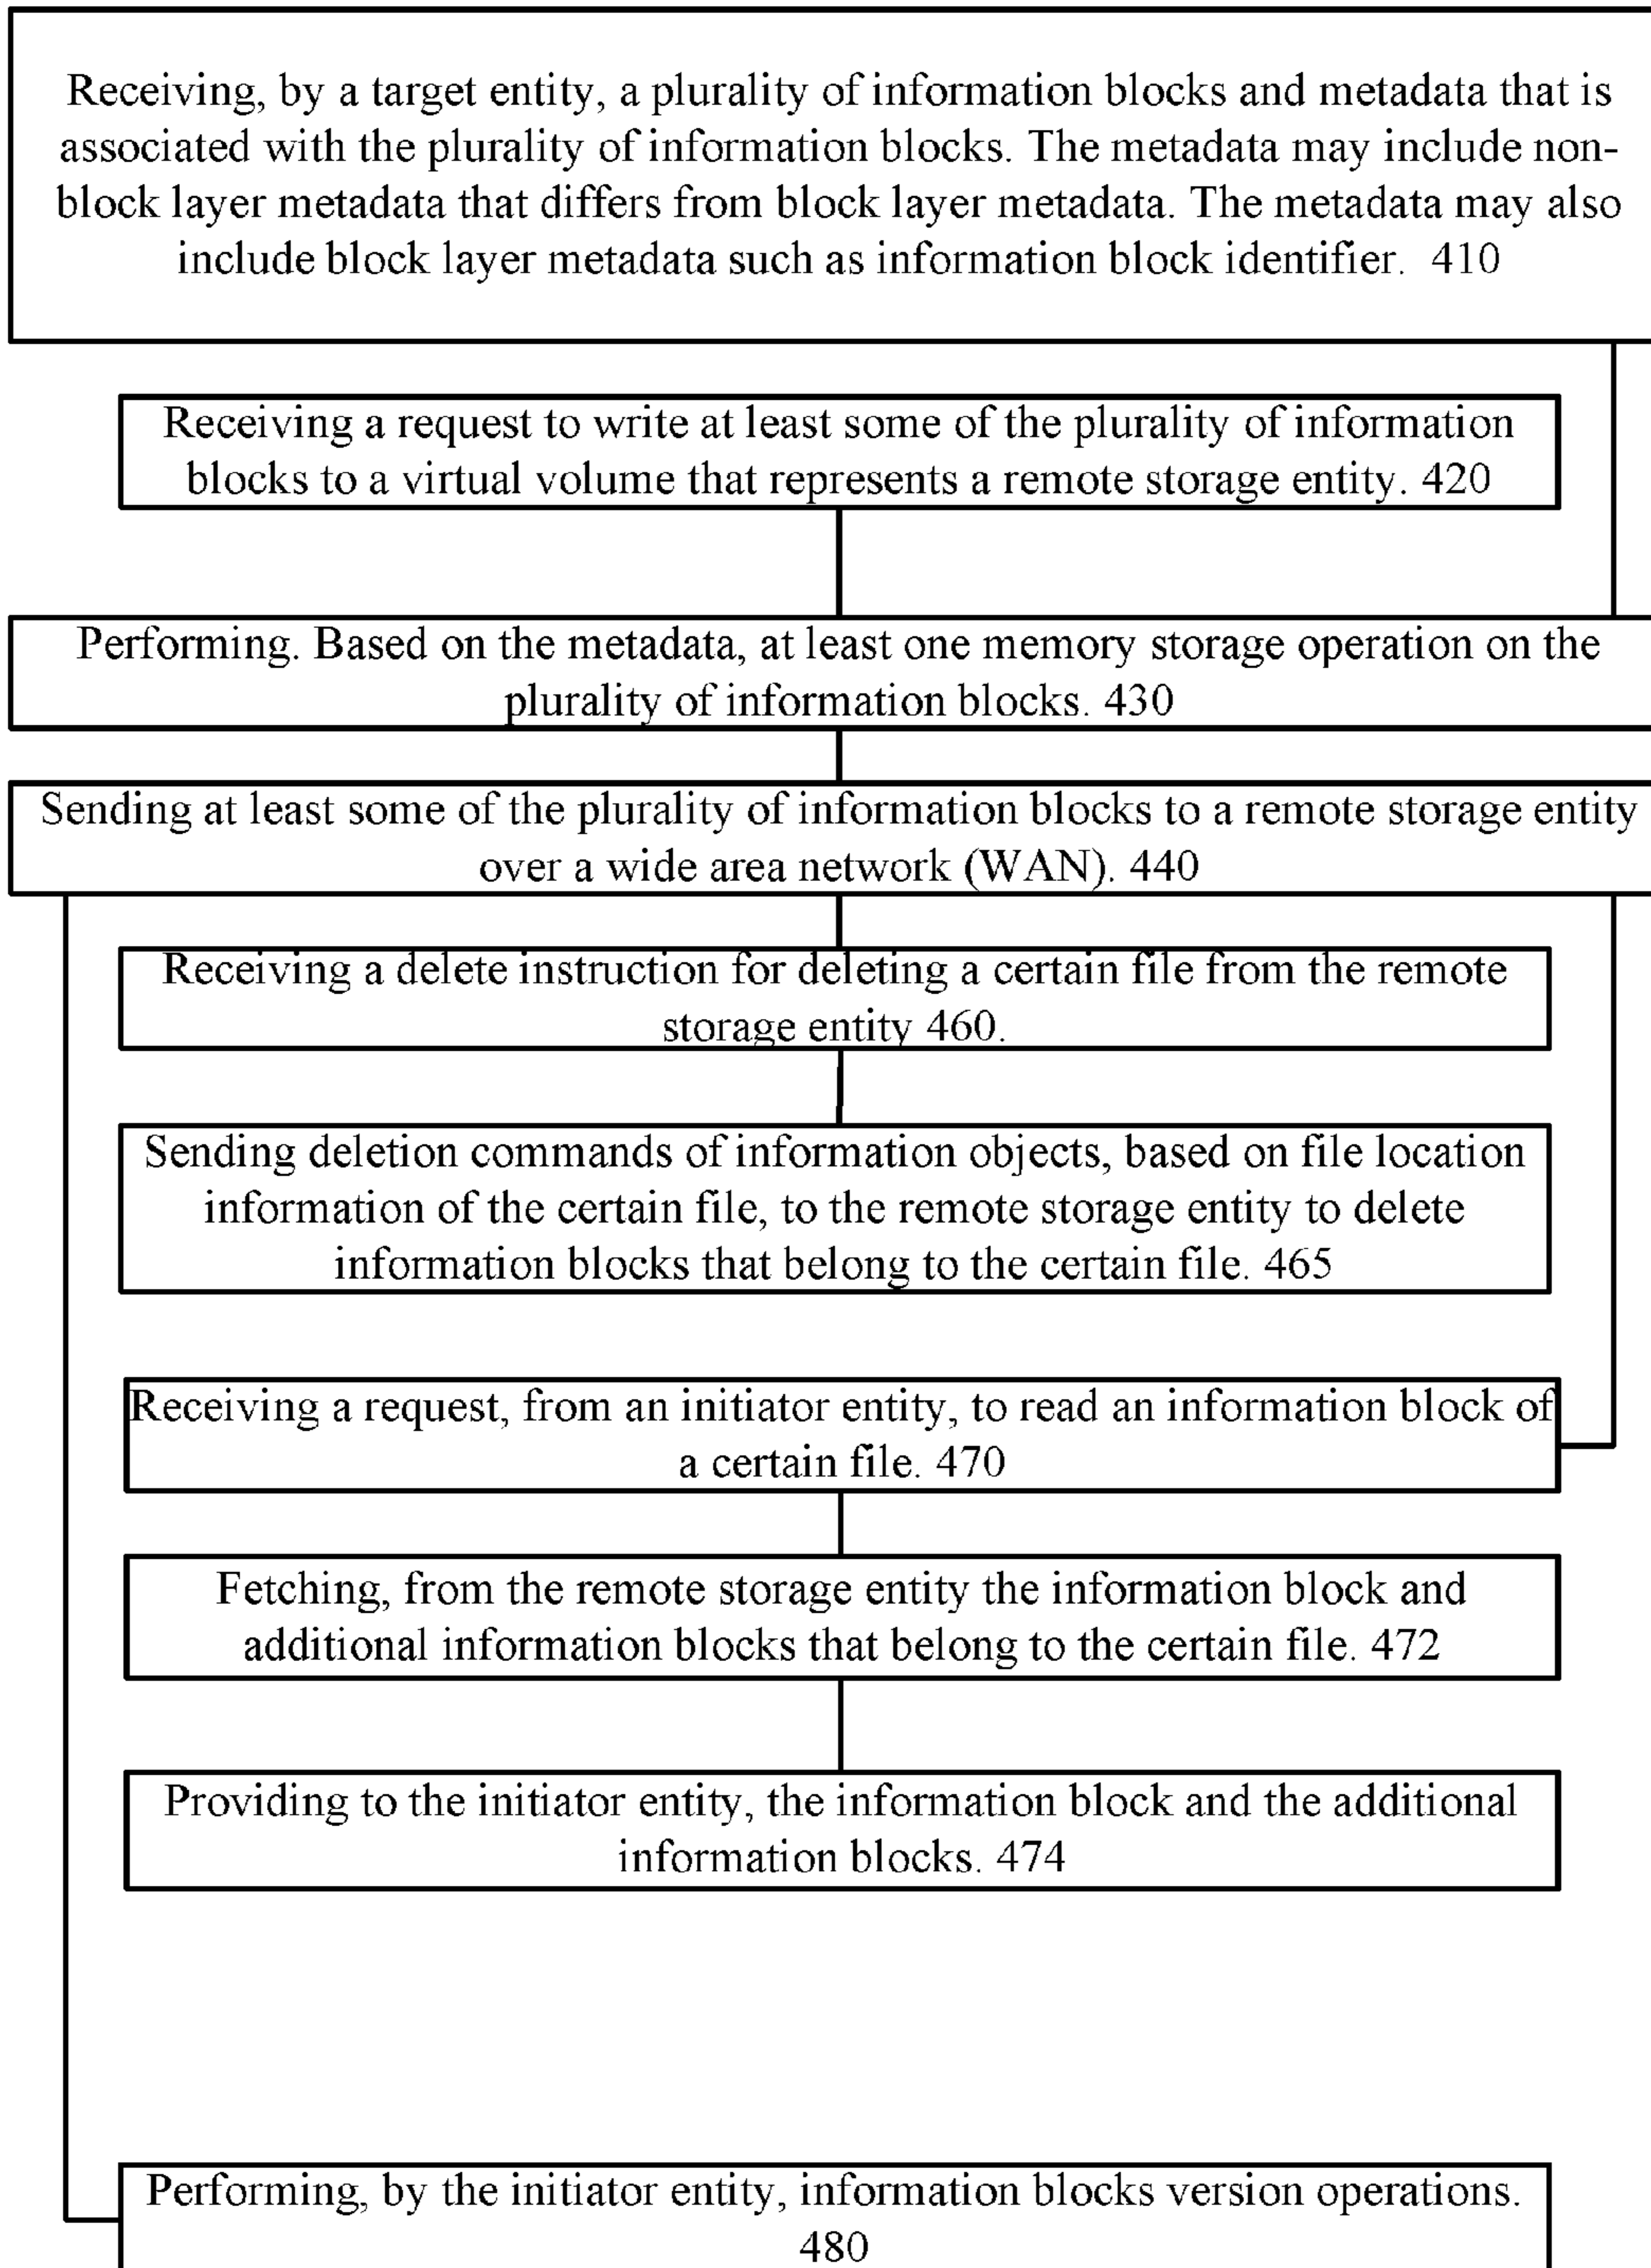 Receiving, by a target entity, a plurality of information blocks and metadata that is
associated with the plurality of information blocks. The metadata may include non-
block layer metadata that differs from block layer metadata. The metadata may also
include block layer metadata such as information block identifier. 410
Receiving a request to write at least some of the plurality of information
blocks to a virtual volume that represents a remote storage entity. 420
Performing. Based on the metadata, at least one memory storage operation on the
plurality of information blocks. 430
Sending at least some of the plurality of information blocks to a remote storage entity
over a wide area network (WAN). 440
Receiving a delete instruction for deleting a certain file from the remote
storage entity 460.
Sending deletion commands of information objects, based on file location
information of the certain file, to the remote storage entity to delete
information blocks that belong to the certain file. 465
Receiving a request, from an initiator entity, to read an information block of
a certain file. 470
Fetching, from the remote storage entity the information block and
additional information blocks that belong to the certain file. 472
Providing to the initiator entity, the information block and the additional
information blocks. 474
Performing, by the initiator entity, information blocks version operations.
480